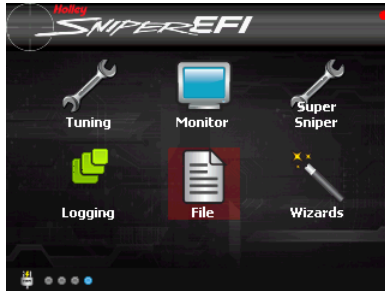 Holley
SNIPER EFI
Tuning
Monitor
Super
Sniper
Logging
File
Wizards